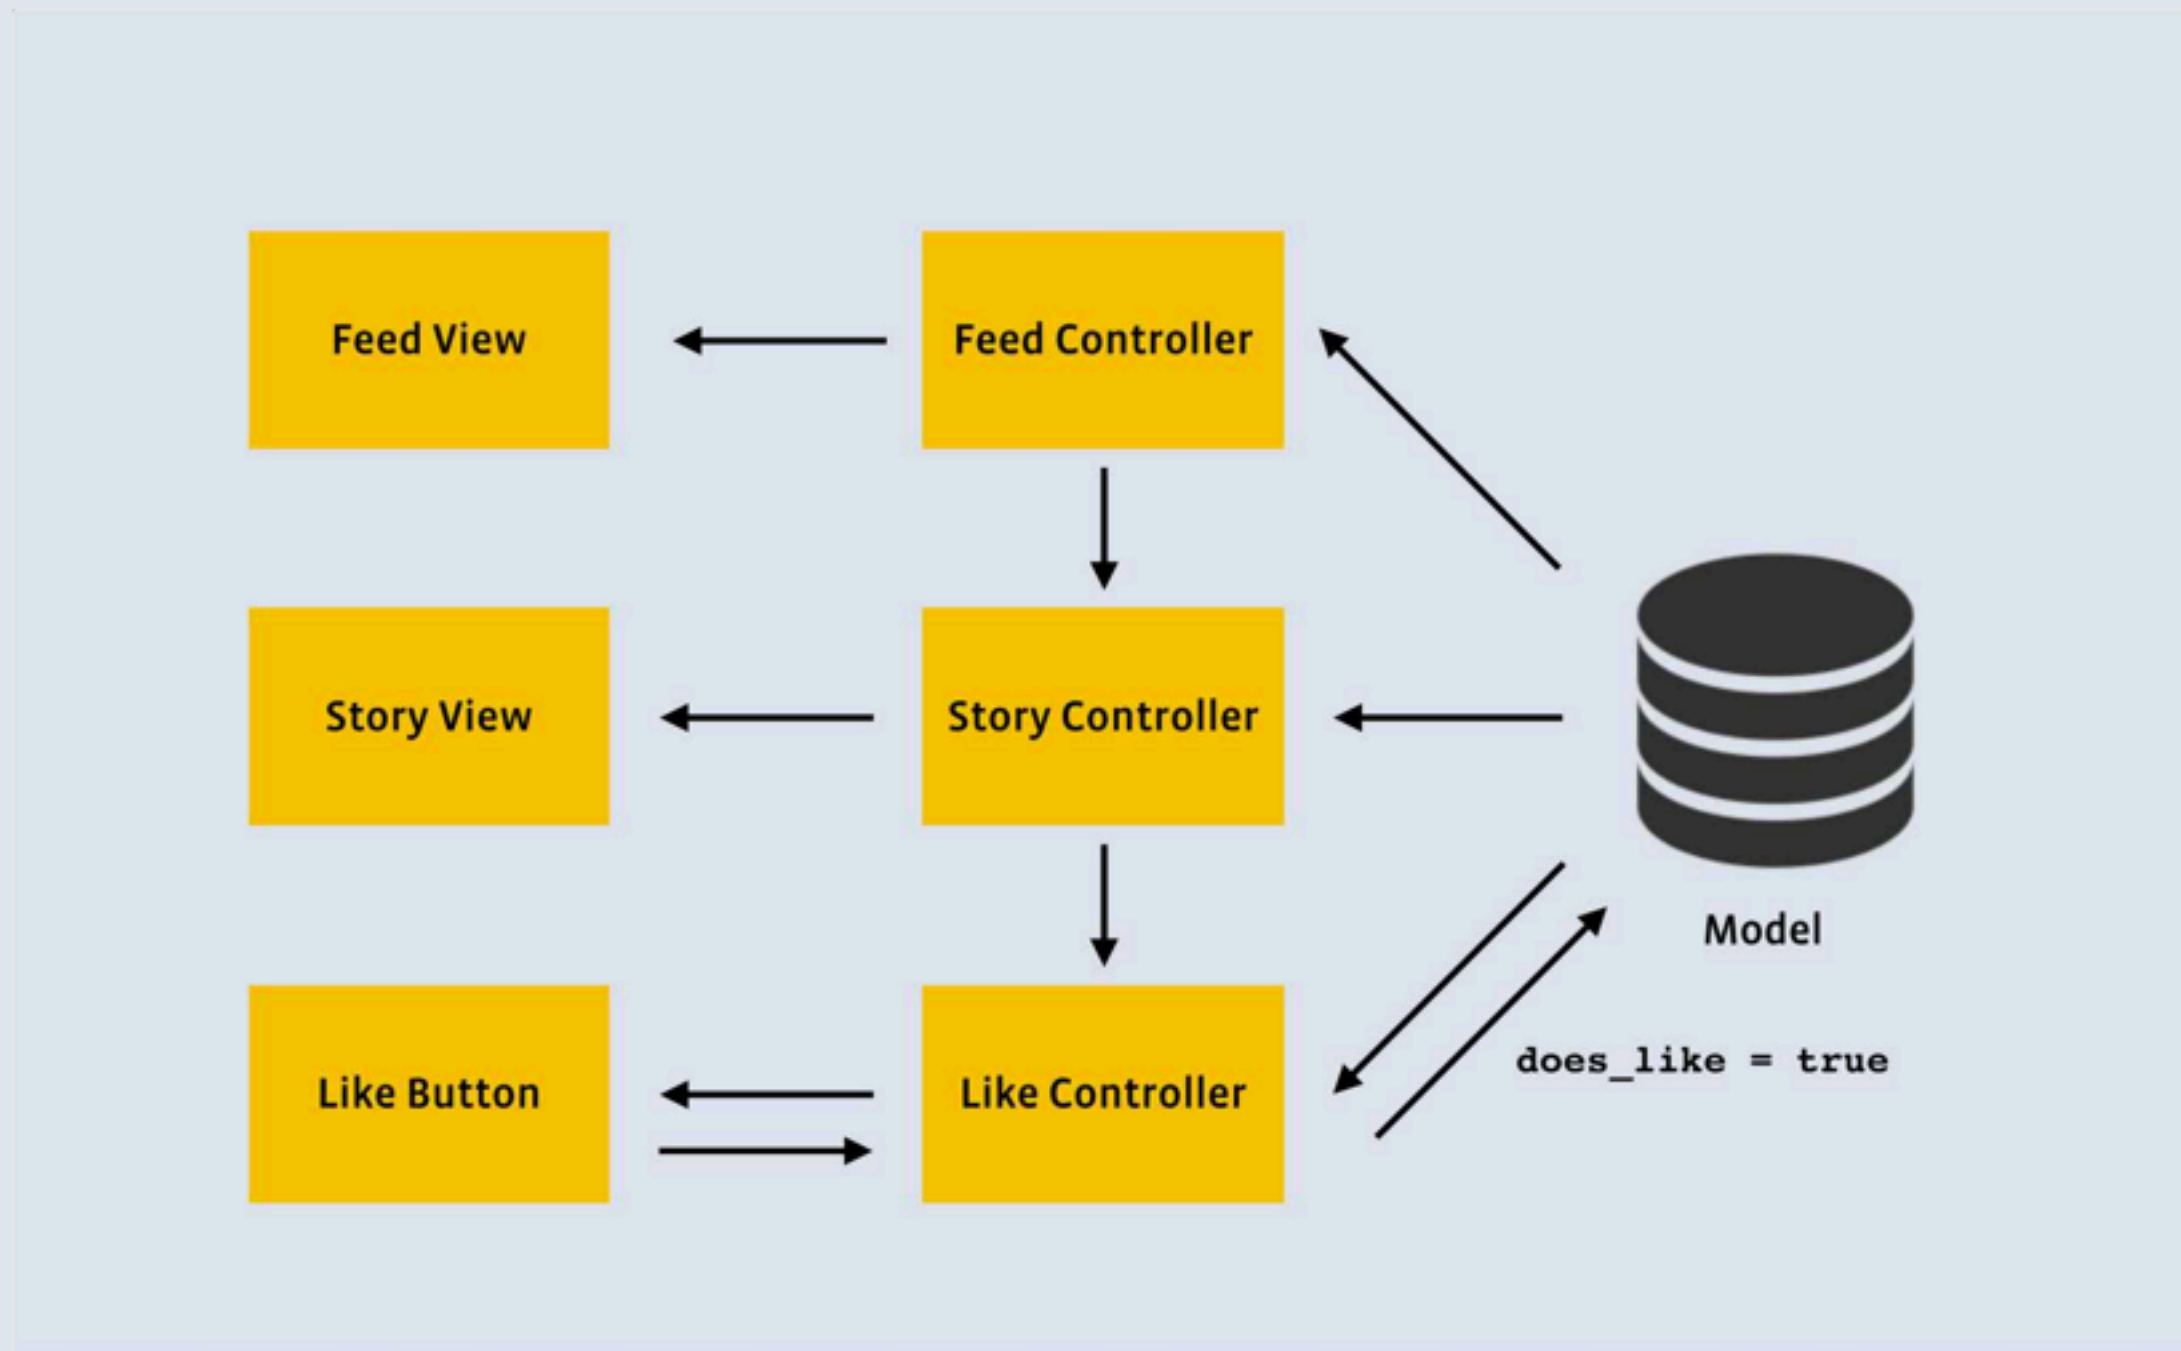 Feed View
Feed Controller
Story View
Story Controller
Model
Like Button
Like Controller
does_like = true